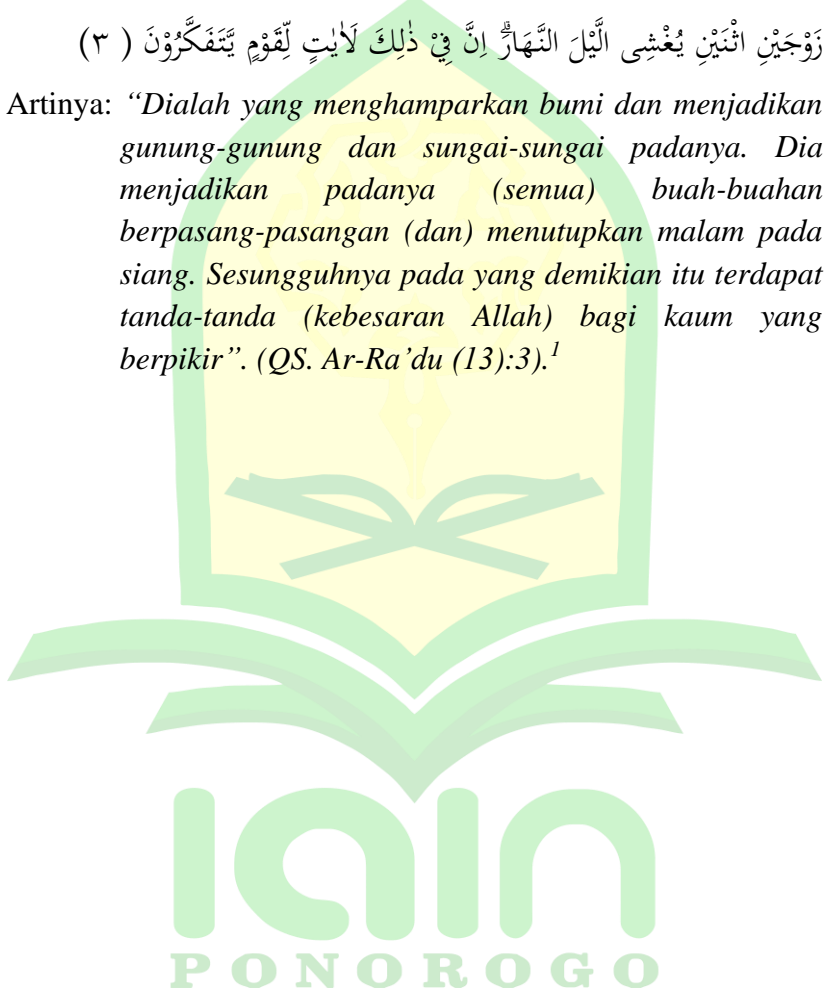 زَوْجَيْنِ اثْنَيْنِ يُغْشِى الَّيْلَ النَّهَارَۗ اِنَّ فِيْ ذٰلِكَ لَاٰيٰتٍ لِّقَوْمٍ يَّتَفَكَّرُوْنَ ( ٣)
Artinya: “Dialah yang menghamparkan bumi dan menjadikan
gunung-gunung dan sungai-sungai padanya. Dia
menjadikan padanya (semua) buah-buahan
berpasang-pasangan (dan) menutupkan malam pada
siang. Sesungguhnya pada yang demikian itu terdapat
tanda-tanda (kebesaran Allah) bagi kaum yang
berpikir”. (QS. Ar-Ra’du (13):3).1
IAIN
PONOROGO